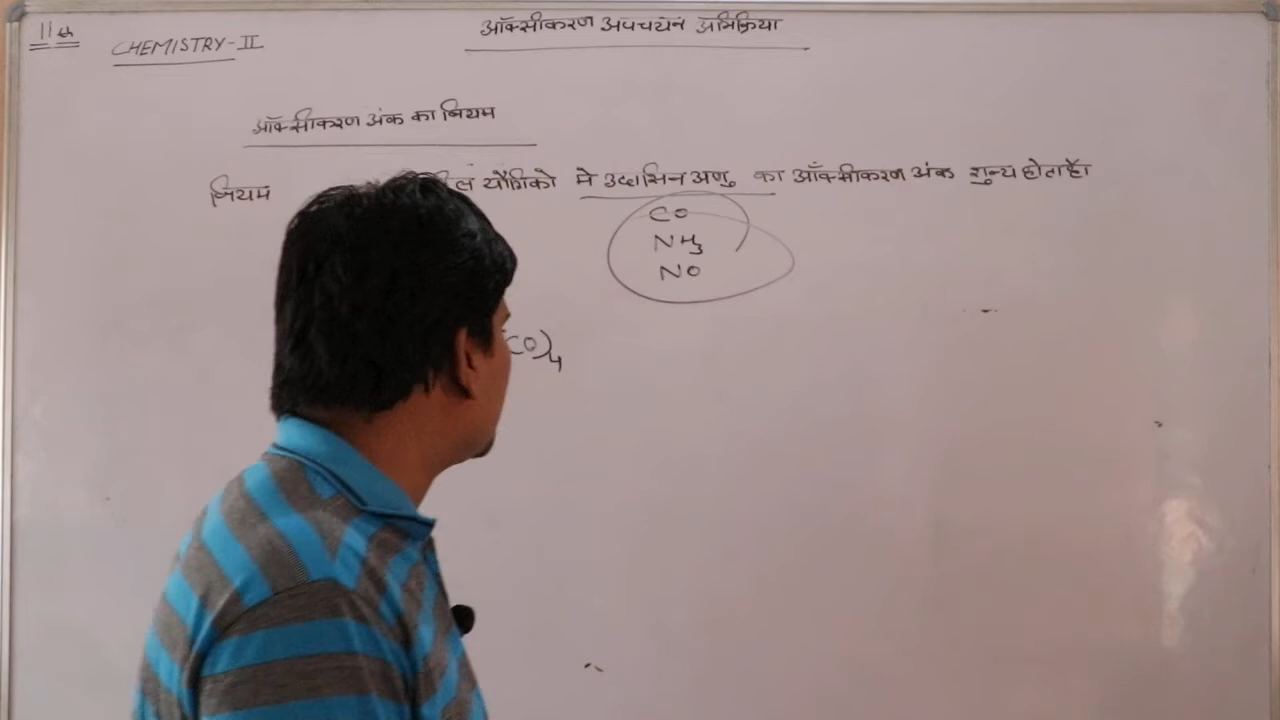 11th
CHEMISTRY-II
ऑक्सीकरण अपचयन अभिक्रिया
ऑक्सीकरण अंक का नियम
नियम यौगिको मे उदासिन अणु का ऑक्सीकरण अंक शुन्य होता है।
CO
NH3
NO
CO)4